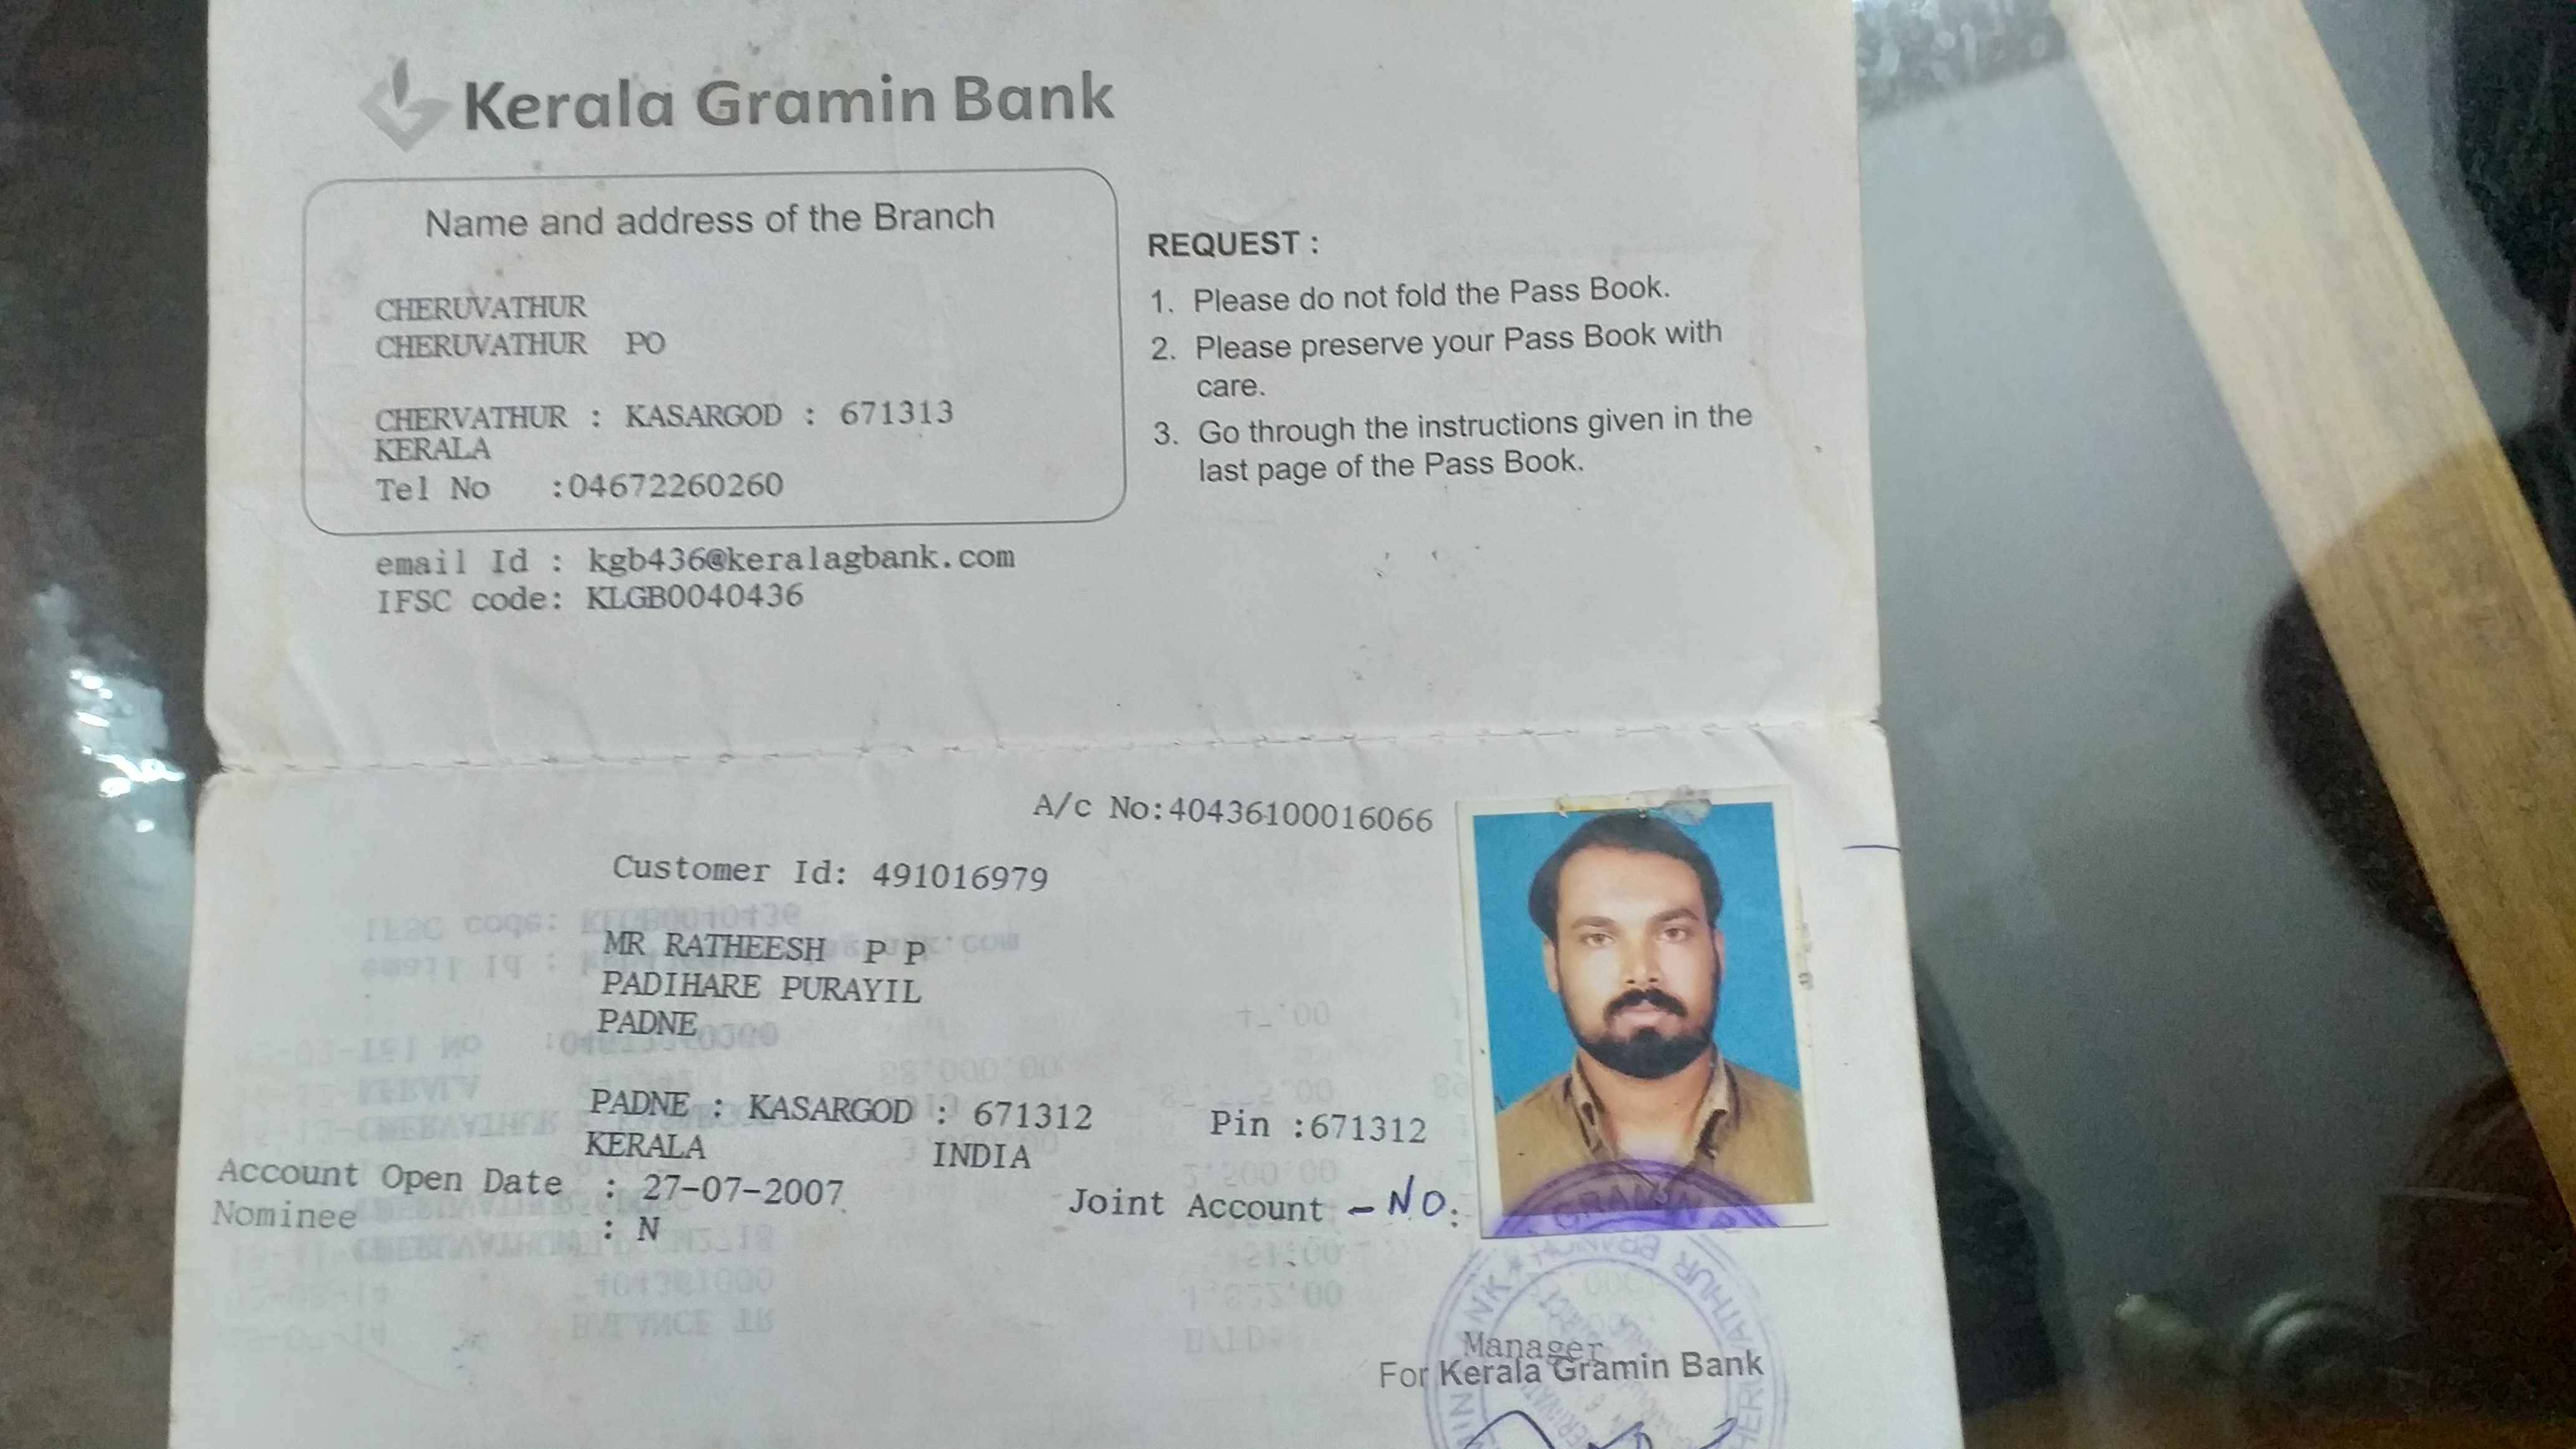 Kerala Gramin Bank
Name and address of the Branch
CHERUVATHUR
CHERUVATHUR PO
CHERVATHUR : KASARGOD : 671313
KERALA
Tel No :04672260260
email Id : kgb436@keralagbank.com
IFSC code: KLGB0040436
REQUEST :
1. Please do not fold the Pass Book.
2. Please preserve your Pass Book with
care.
3. Go through the instructions given in the
last page of the Pass Book.
A/c No:40436100016066
Customer Id: 491016979
MR RATHEESH P P
PADIHARE PURAYIL
PADNE
PADNE : KASARGOD : 671312 Pin :671312
KERALA INDIA
Account Open Date : 27-07-2007 Joint Account - NO.
Nominee : N
For Kerala Gramin Bank
Manager